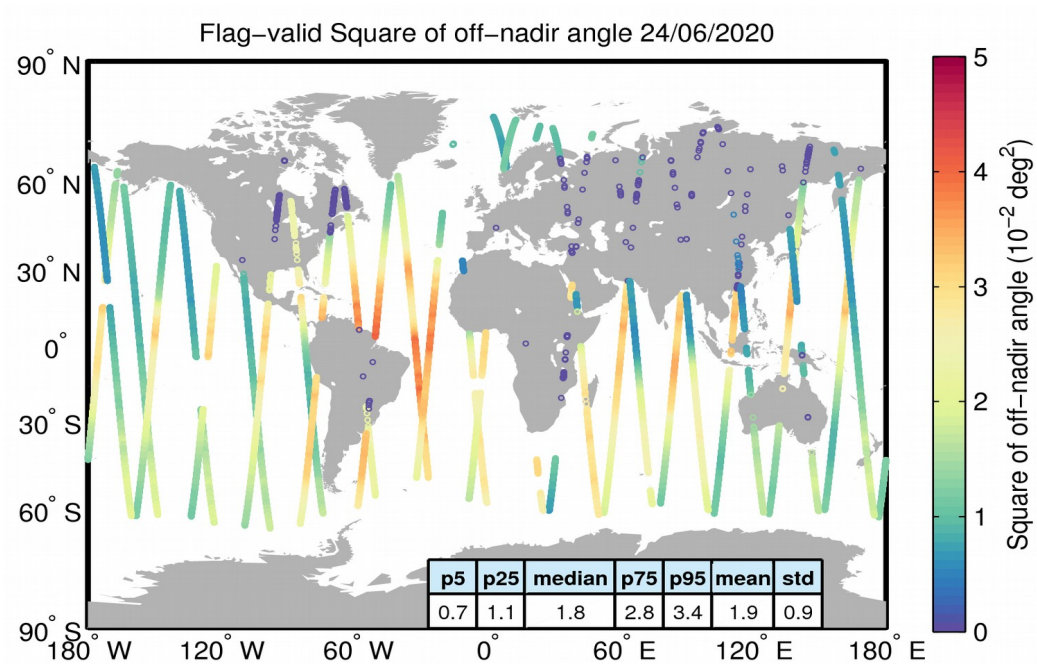 Flag−valid Square of off−nadir angle 24/06/2020
90° N
60° N
30° N
0°
30° S
60° S
90° S
180° W
120° W
60° W
0°
60° E
120° E
180° E
p5 p25 median p75 p95 mean std
0.7 1.1 1.8 2.8 3.4 1.9 0.9
5
4
3
2
1
0
Square of off−nadir angle (10⁻² deg²)